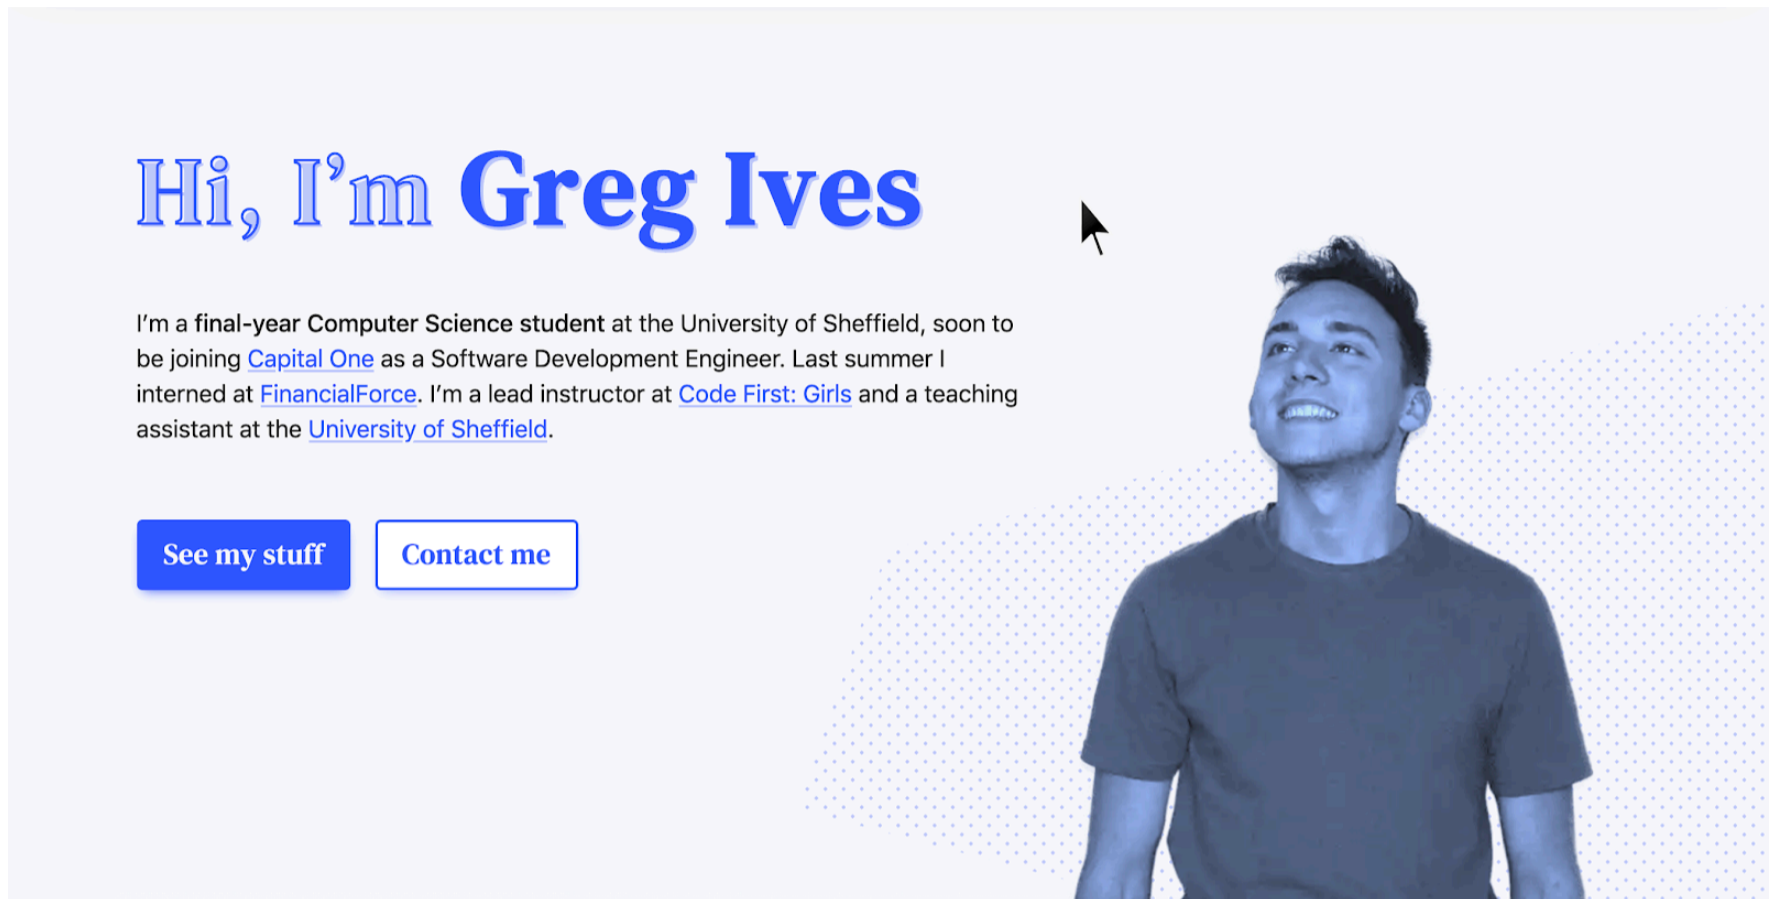 Hi, I’m Greg Ives
I’m a final-year Computer Science student at the University of Sheffield, soon to
be joining Capital One as a Software Development Engineer. Last summer I
interned at FinancialForce. I’m a lead instructor at Code First: Girls and a teaching
assistant at the University of Sheffield.
See my stuff
Contact me